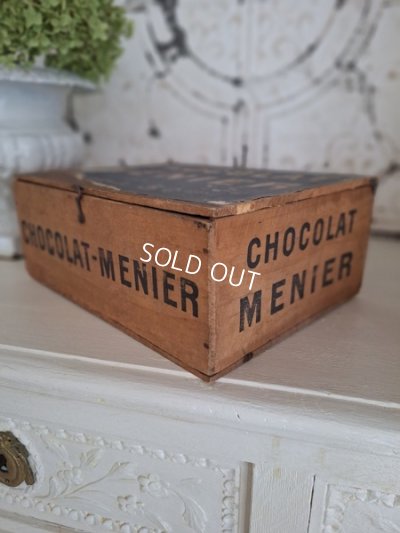 CHOCOLAT-MENIER
SOLD OUT
CHOCOLAT
MENIER